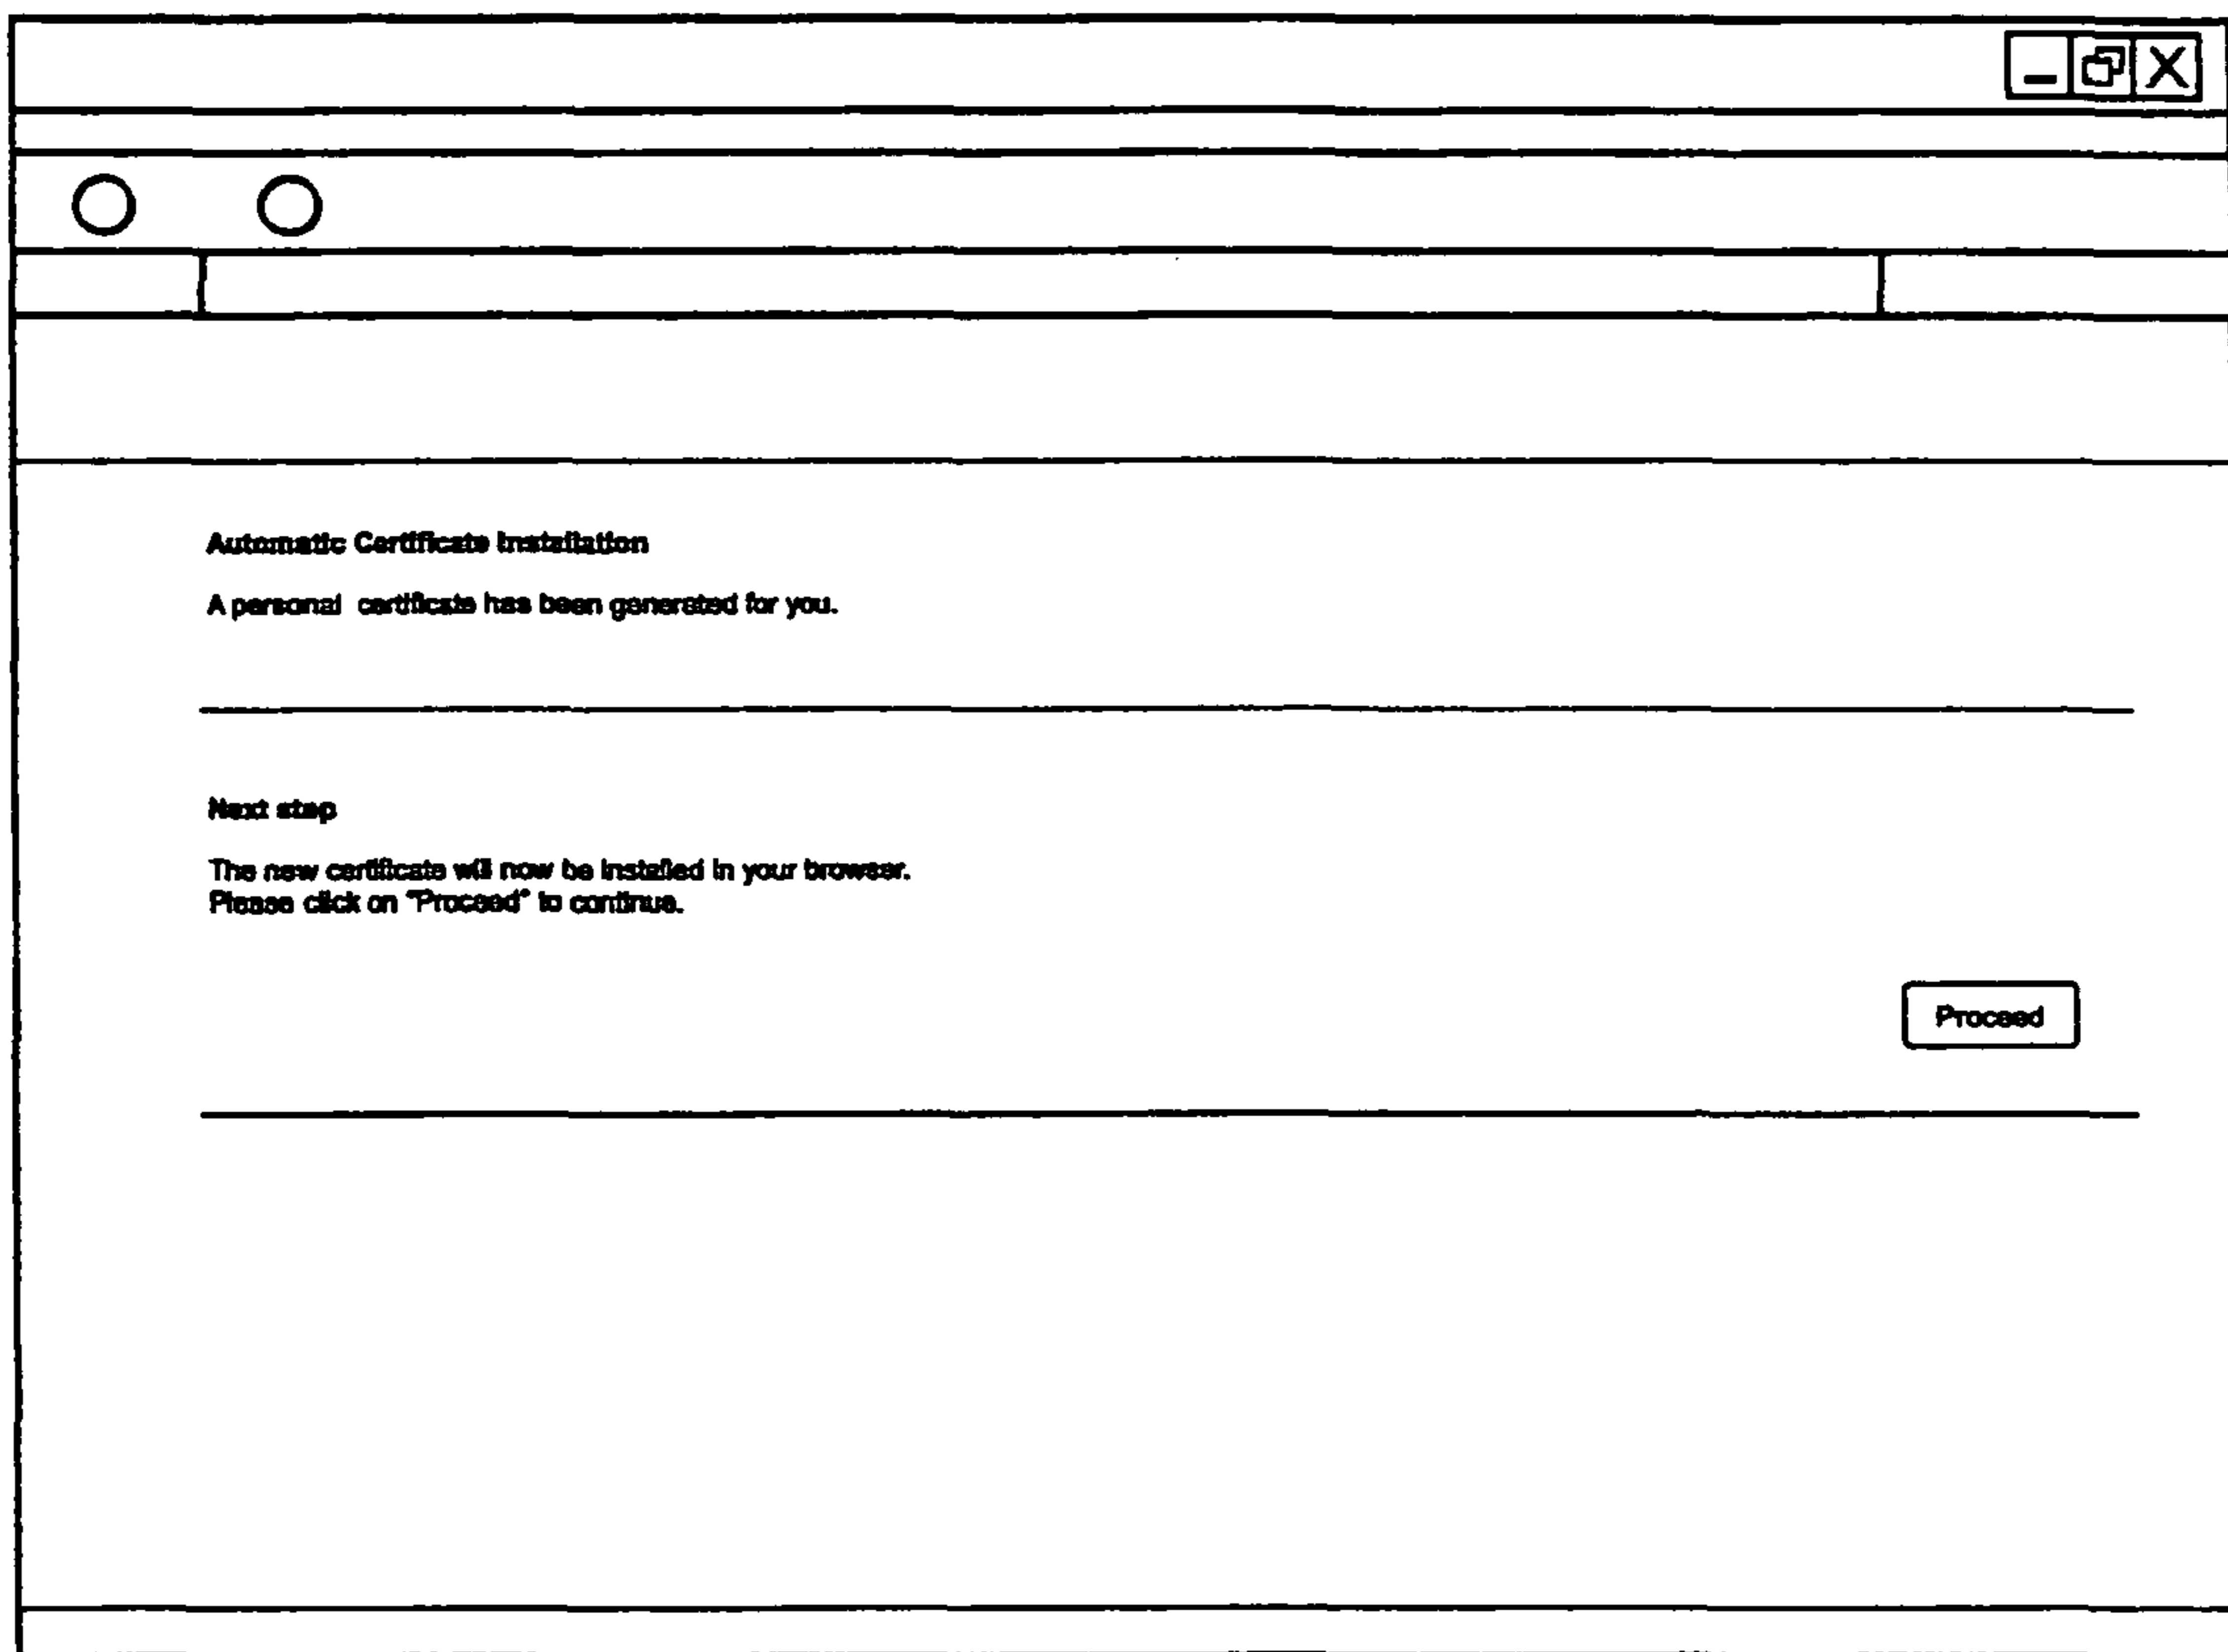 Automatic Certificate Installation
A personal certificate has been generated for you.
Next step
The new certificate will now be installed in your browser.
Please click on "Proceed" to continue.
Proceed